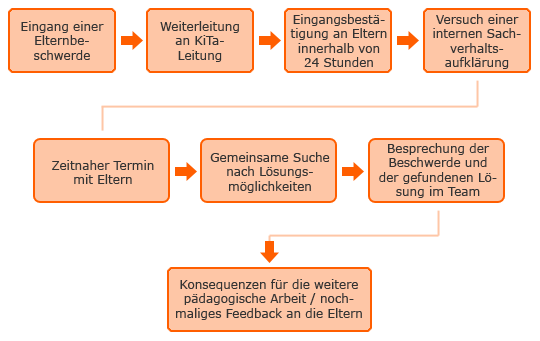 Eingang einer
Elternbe-
schwerde
Weiterleitung
an KiTa-
Leitung
Eingangsbestä-
tigung an Eltern
innerhalb von
24 Stunden
Versuch einer
internen Sach-
verhalts-
aufklärung
Zeitnaher Termin
mit Eltern
Gemeinsame Suche
nach Lösungs-
möglichkeiten
Besprechung der
Beschwerde und
der gefundenen Lö-
sung im Team
Konsequenzen für die weitere
pädagogische Arbeit / noch-
maliges Feedback an die Eltern